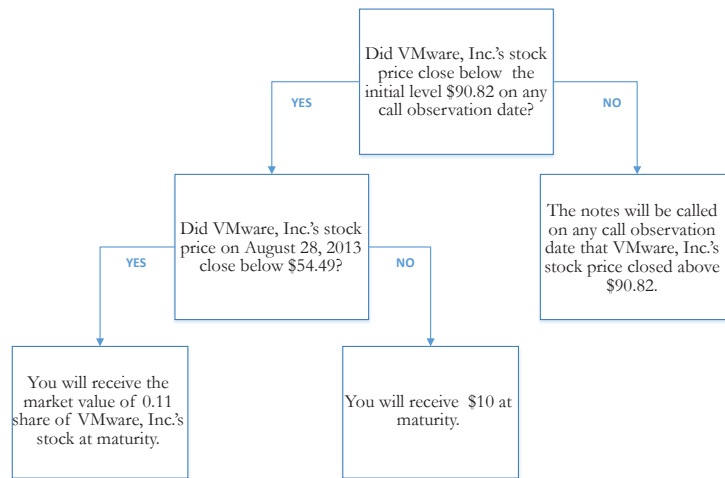 Did VMware, Inc.'s stock
price close below the
initial level $90.82 on any
call observation date?
YES
NO
Did VMware, Inc.'s stock
price on August 28, 2013
close below $54.49?
The notes will be called
on any call observation
date that VMware, Inc.'s
stock price closed above
$90.82.
YES
NO
You will receive the
market value of 0.11
share of VMware, Inc.'s
stock at maturity.
You will receive $10 at
maturity.